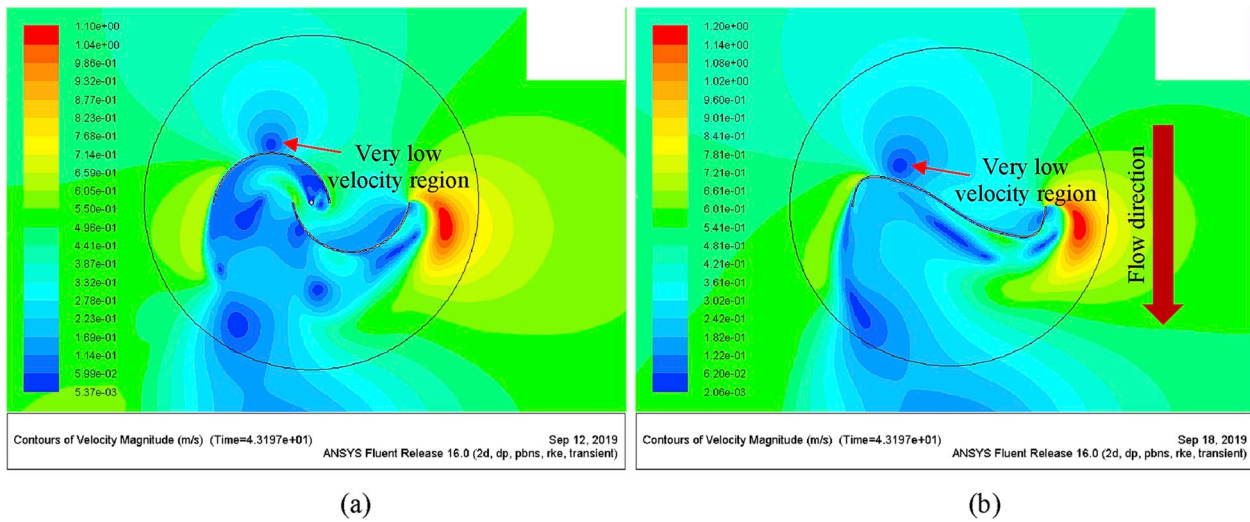 1.10e+00
1.04e+00
9.86e-01
9.32e-01
8.77e-01
8.23e-01
7.68e-01
7.14e-01
6.59e-01
6.05e-01
5.50e-01
4.96e-01
4.41e-01
3.87e-01
3.32e-01
2.78e-01
2.23e-01
1.69e-01
1.14e-01
5.99e-02
5.37e-03
Very low
velocity region
Contours of Velocity Magnitude (m/s) (Time=4.3197e+01)
Sep 12, 2019
ANSYS Fluent Release 16.0 (2d, dp, pbns, rke, transient)
(a)
1.20e+00
1.14e+00
1.08e+00
1.02e+00
9.60e-01
9.01e-01
8.41e-01
7.81e-01
7.21e-01
6.61e-01
6.01e-01
5.41e-01
4.81e-01
4.21e-01
3.61e-01
3.02e-01
2.42e-01
1.82e-01
1.22e-01
6.20e-02
2.06e-03
Very low
velocity region
Flow direction
Contours of Velocity Magnitude (m/s) (Time=4.3197e+01)
Sep 18, 2019
ANSYS Fluent Release 16.0 (2d, dp, pbns, rke, transient)
(b)